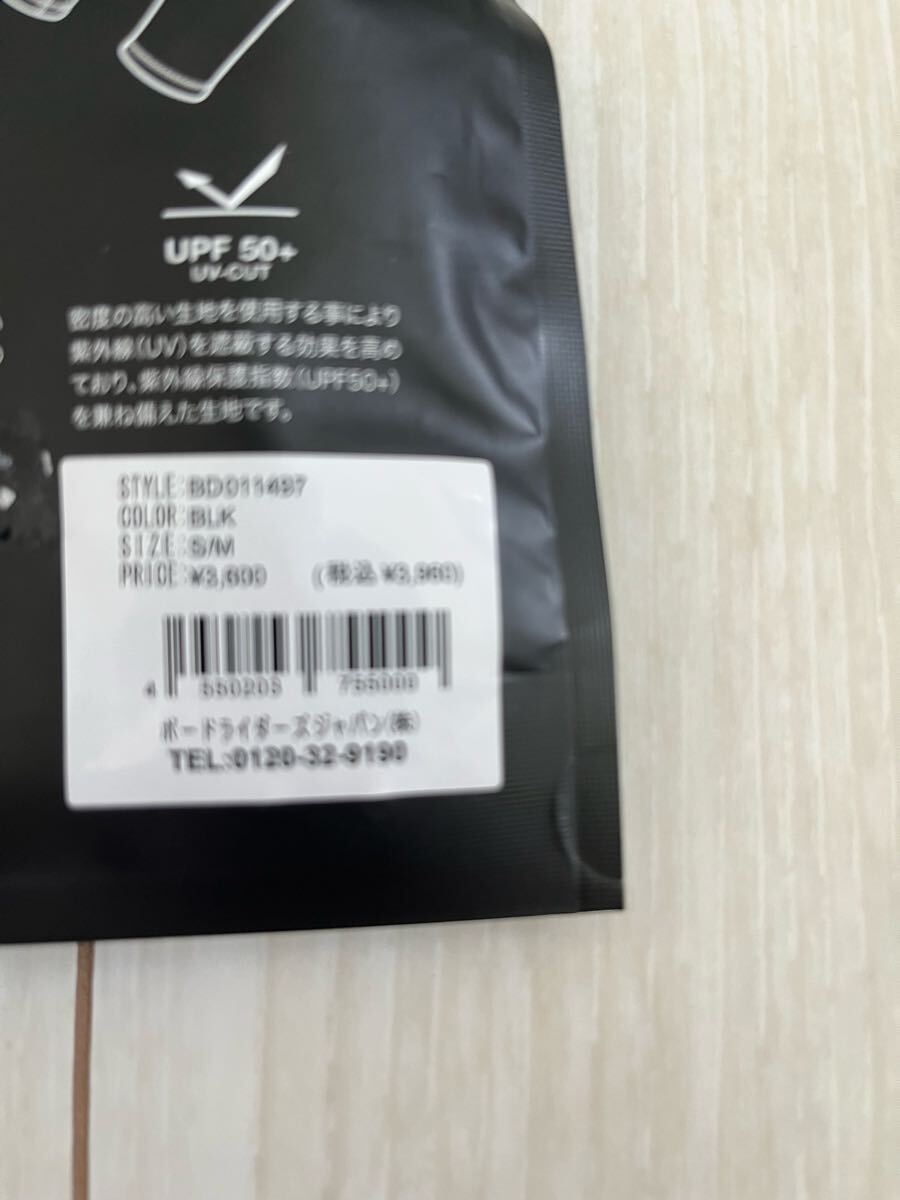 UPF 50+
UV-CUT
密度の高い生地を使用する事により
紫外線(UV)を遮蔽する効果を高め
ており、紫外線保護指数(UPF50+)
を兼ね備えた生地です。
STYLE:BD011497
COLOR:BLK
SIZE:S/M
PRICE:¥3,600 (税込 ¥3,960)
4 550209 755000
ボードライダーズジャパン(株)
TEL:0120-32-9190